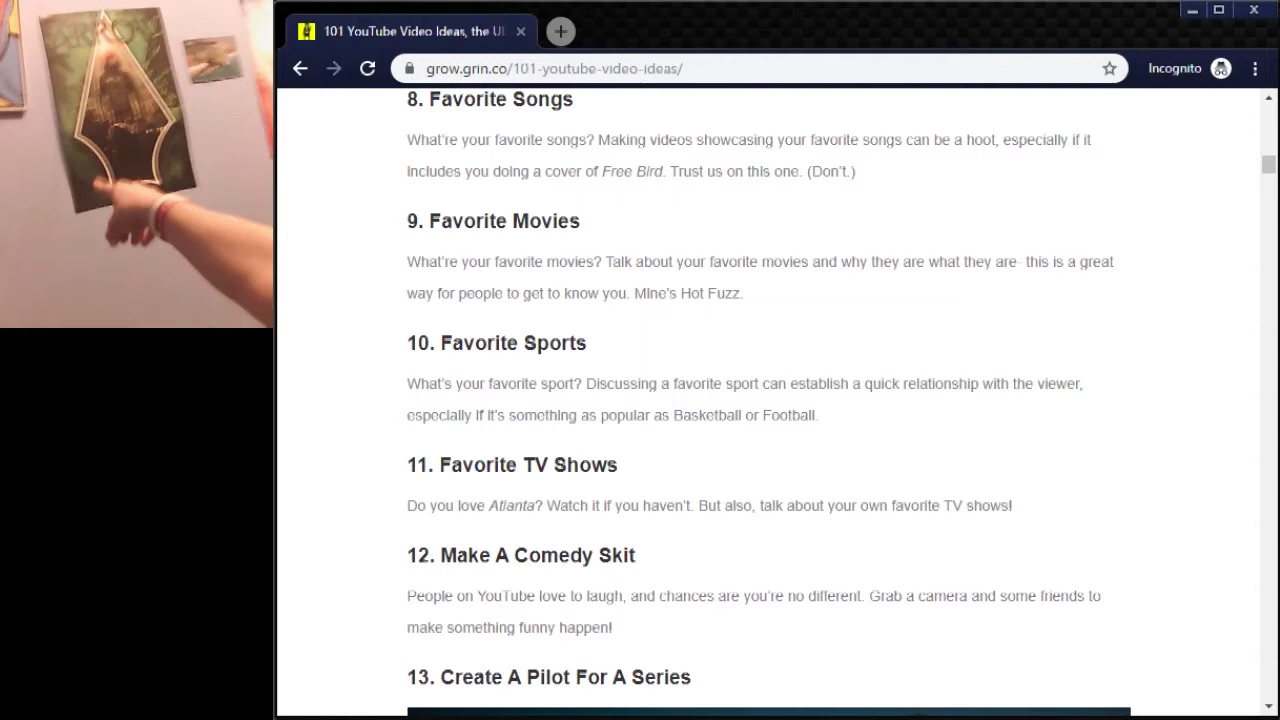 101 YouTube Video Ideas, the Ul
grow.grin.co/101-youtube-video-ideas/
Incognito
8. Favorite Songs
What're your favorite songs? Making videos showcasing your favorite songs can be a hoot, especially if it
includes you doing a cover of Free Bird. Trust us on this one. (Don't.)
9. Favorite Movies
What're your favorite movies? Talk about your favorite movies and why they are what they are- this is a great
way for people to get to know you. Mine's Hot Fuzz.
10. Favorite Sports
What's your favorite sport? Discussing a favorite sport can establish a quick relationship with the viewer,
especially if it's something as popular as Basketball or Football.
11. Favorite TV Shows
Do you love Atlanta? Watch it if you haven't. But also, talk about your own favorite TV shows!
12. Make A Comedy Skit
People on YouTube love to laugh, and chances are you're no different. Grab a camera and some friends to
make something funny happen!
13. Create A Pilot For A Series